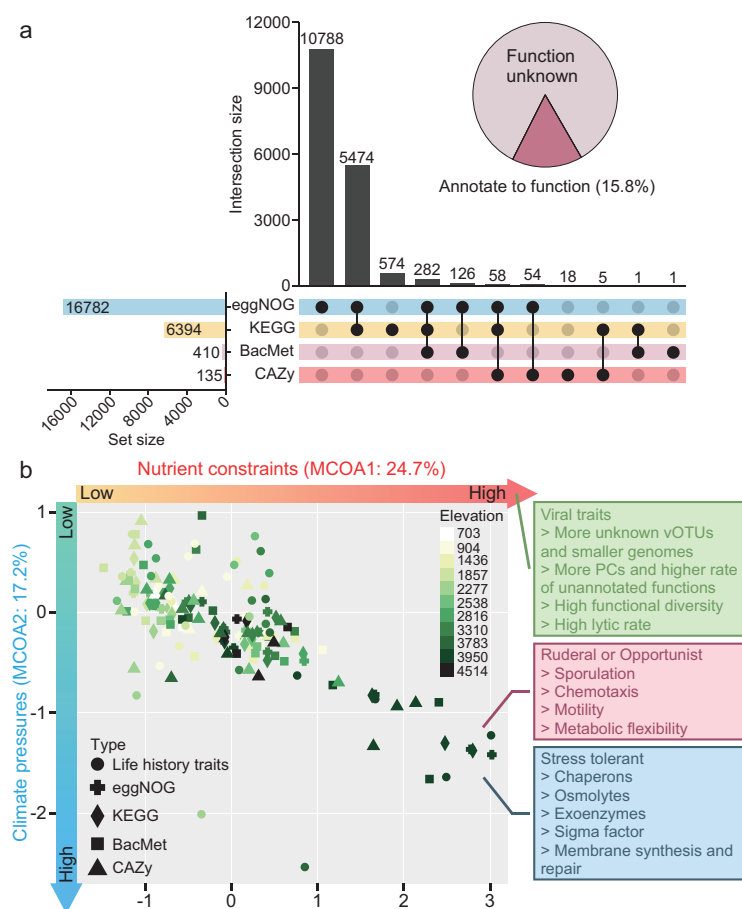 a
12000
9000
6000
3000
0
Intersection size
10788
5474
574
282
126
58
54
18
5
1
1
Function
unknown
Annotate to function (15.8%)
16782
eggNOG
6394
KEGG
410
BacMet
135
CAZy
16000
12000
8000
4000
0
Set size
b
Nutrient constraints (MCOA1: 24.7%)
Low
High
Climate pressures (MCOA2: 17.2%)
Low
High
1
0
-1
-2
-1
0
1
2
3
Elevation
703
904
1436
1857
2277
2538
2816
3310
3783
3950
4514
Type
Life history traits
eggNOG
KEGG
BacMet
CAZy
Viral traits
> More unknown vOTUs
and smaller genomes
> More PCs and higher rate
of unannotated functions
> High functional diversity
> High lytic rate
Ruderal or Opportunist
> Sporulation
> Chemotaxis
> Motility
> Metabolic flexibility
Stress tolerant
> Chaperons
> Osmolytes
> Exoenzymes
> Sigma factor
> Membrane synthesis and
repair